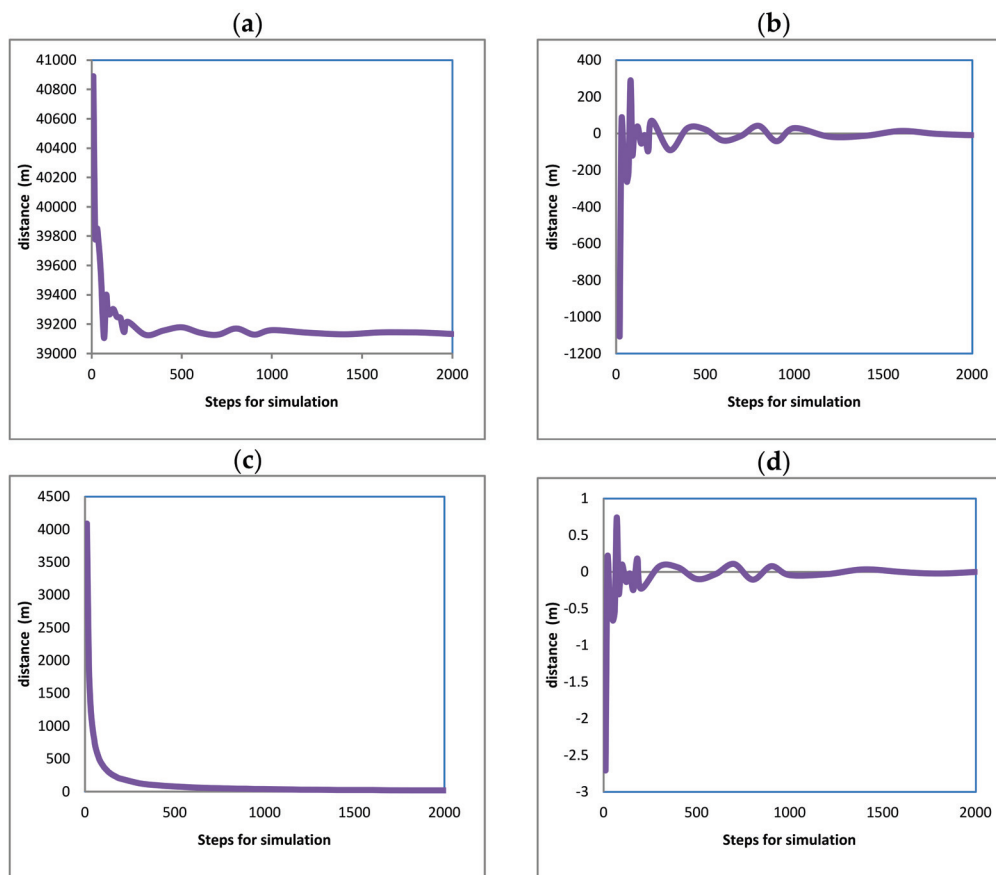 (a)
41000
40800
40600
40400
40200
40000
39800
39600
39400
39200
39000
distance (m)
0 500 1000 1500 2000
Steps for simulation
(b)
400
200
0
-200
-400
-600
-800
-1000
-1200
distance (m)
0 500 1000 1500 2000
Steps for simulation
(c)
4500
4000
3500
3000
2500
2000
1500
1000
500
0
distance (m)
0 500 1000 1500 2000
Steps for simulation
(d)
1
0.5
0
-0.5
-1
-1.5
-2
-2.5
-3
distance (m)
0 500 1000 1500 2000
Steps for simulation